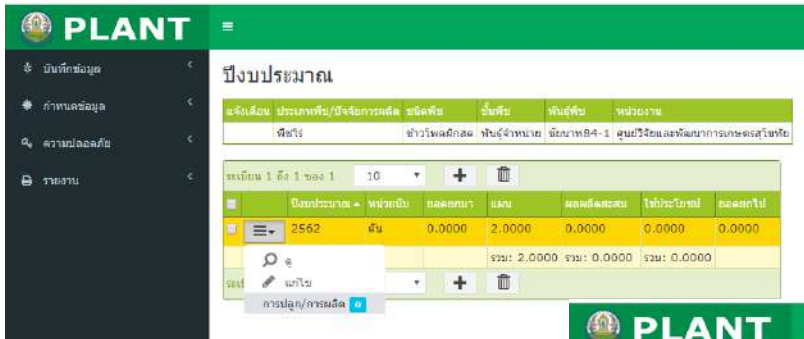 PLANT
บันทึกข้อมูล
กำหนดข้อมูล
ความปลอดภัย
รายงาน
ปีงบประมาณ
แจ้งเตือน ประเภทพืช/ปัจจัยการผลิต ชนิดพืช ชั้นพืช พันธุ์พืช หน่วยงาน
พืชไร่ ข้าวโพดฝักสด พันธุ์จำหน่าย ชัยนาท84-1 ศูนย์วิจัยและพัฒนาการเกษตรสุโขทัย
ระเบียน 1 ถึง 1 ของ 1 10
ปีงบประมาณ หน่วยนับ ยอดยกมา แผน ผลผลิตสะสม ใช้ประโยชน์ ยอดยกไป
2562 ตัน 0.0000 2.0000 0.0000 0.0000 0.0000
รวม: 2.0000 รวม: 0.0000 รวม: 0.0000
ดู
แก้ไข
การปลูก/การผลิต 0
PLANT